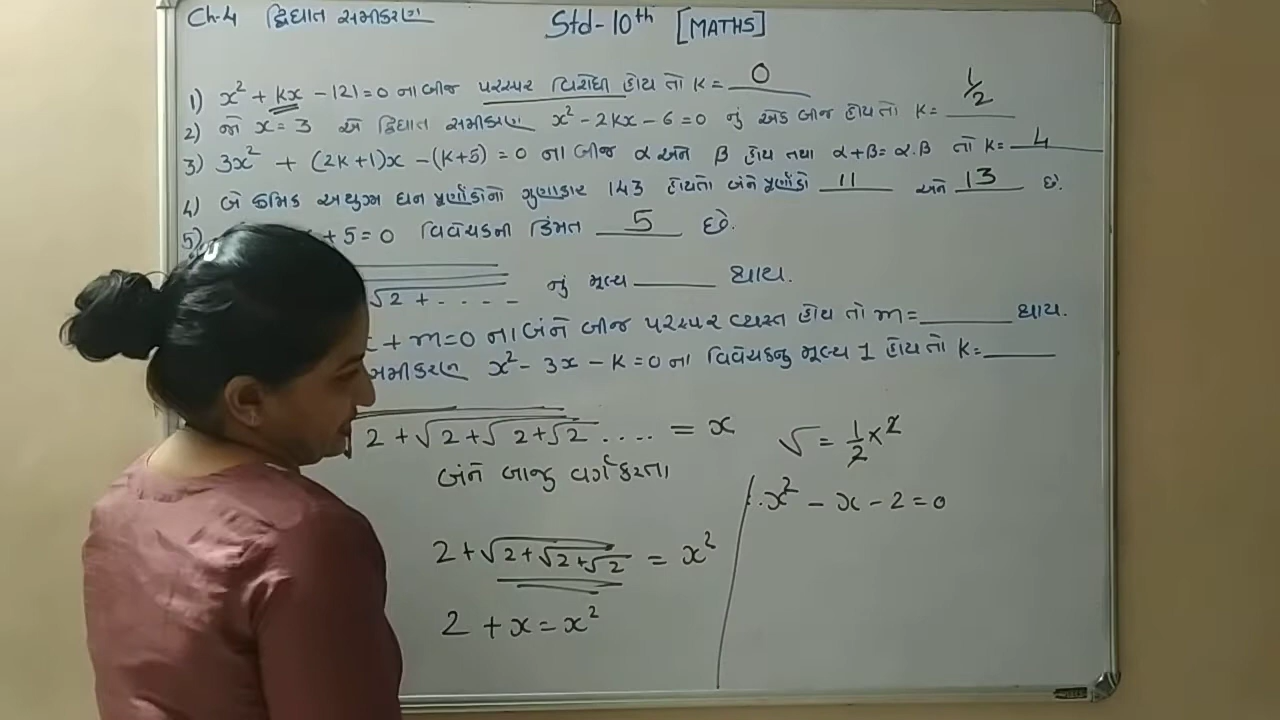 Ch-4 દ્વિઘાત સમીકરણ
Std-10th [MATHS]
1) x² + kx - 121 = 0 ના બીજ પરસ્પર વિરોધી હોય તો k = 0
2) જો x = 3 એ દ્વિઘાત સમીકરણ x² - 2kx - 6 = 0 નું એક બીજ હોય તો k = 1/2
3) 3x² + (2k+1)x - (k+5) = 0 ના બીજ α અને β હોય તથા α+β = α.β તો k = 4
4) બે ક્રમિક અયુગ્મ ધન પૂર્ણાંકોનો ગુણાકાર 143 હોયતો બંને પૂર્ણાંકો 11 અને 13 છે.
5) + 5 = 0 વિવેચકની કિંમત 5 છે.
√2 + . . . . - નું મૂલ્ય ______ થાય.
+ m = 0 ના બંને બીજ પરસ્પર વ્યસ્ત હોય તો m = ______ થાય.
સમીકરણ x² - 3x - k = 0 ના વિવેચકનુ મૂલ્ય 1 હોય તો k = ______
√2 + √2 + √2 + √2 .... = x
બંને બાજુ વર્ગ કરતા
2 + √2 + √2 + √2 = x²
2 + x = x²
√ = 1/2 × 2
∴ x² - x - 2 = 0